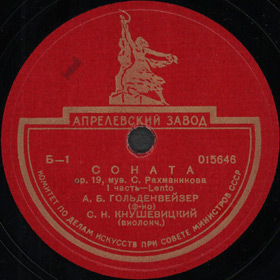 АПРЕЛЕВСКИЙ ЗАВОД
Б—1 015646
СОНАТА
ор. 19, муз. С. Рахманинова
1 часть—Lento
А. Б. ГОЛЬДЕНВЕЙЗЕР
(ф-но)
С. Н. КНУШЕВИЦКИЙ
(виолонч.)
КОМИТЕТ ПО ДЕЛАМ ИСКУССТВ ПРИ СОВЕТЕ МИНИСТРОВ СССР